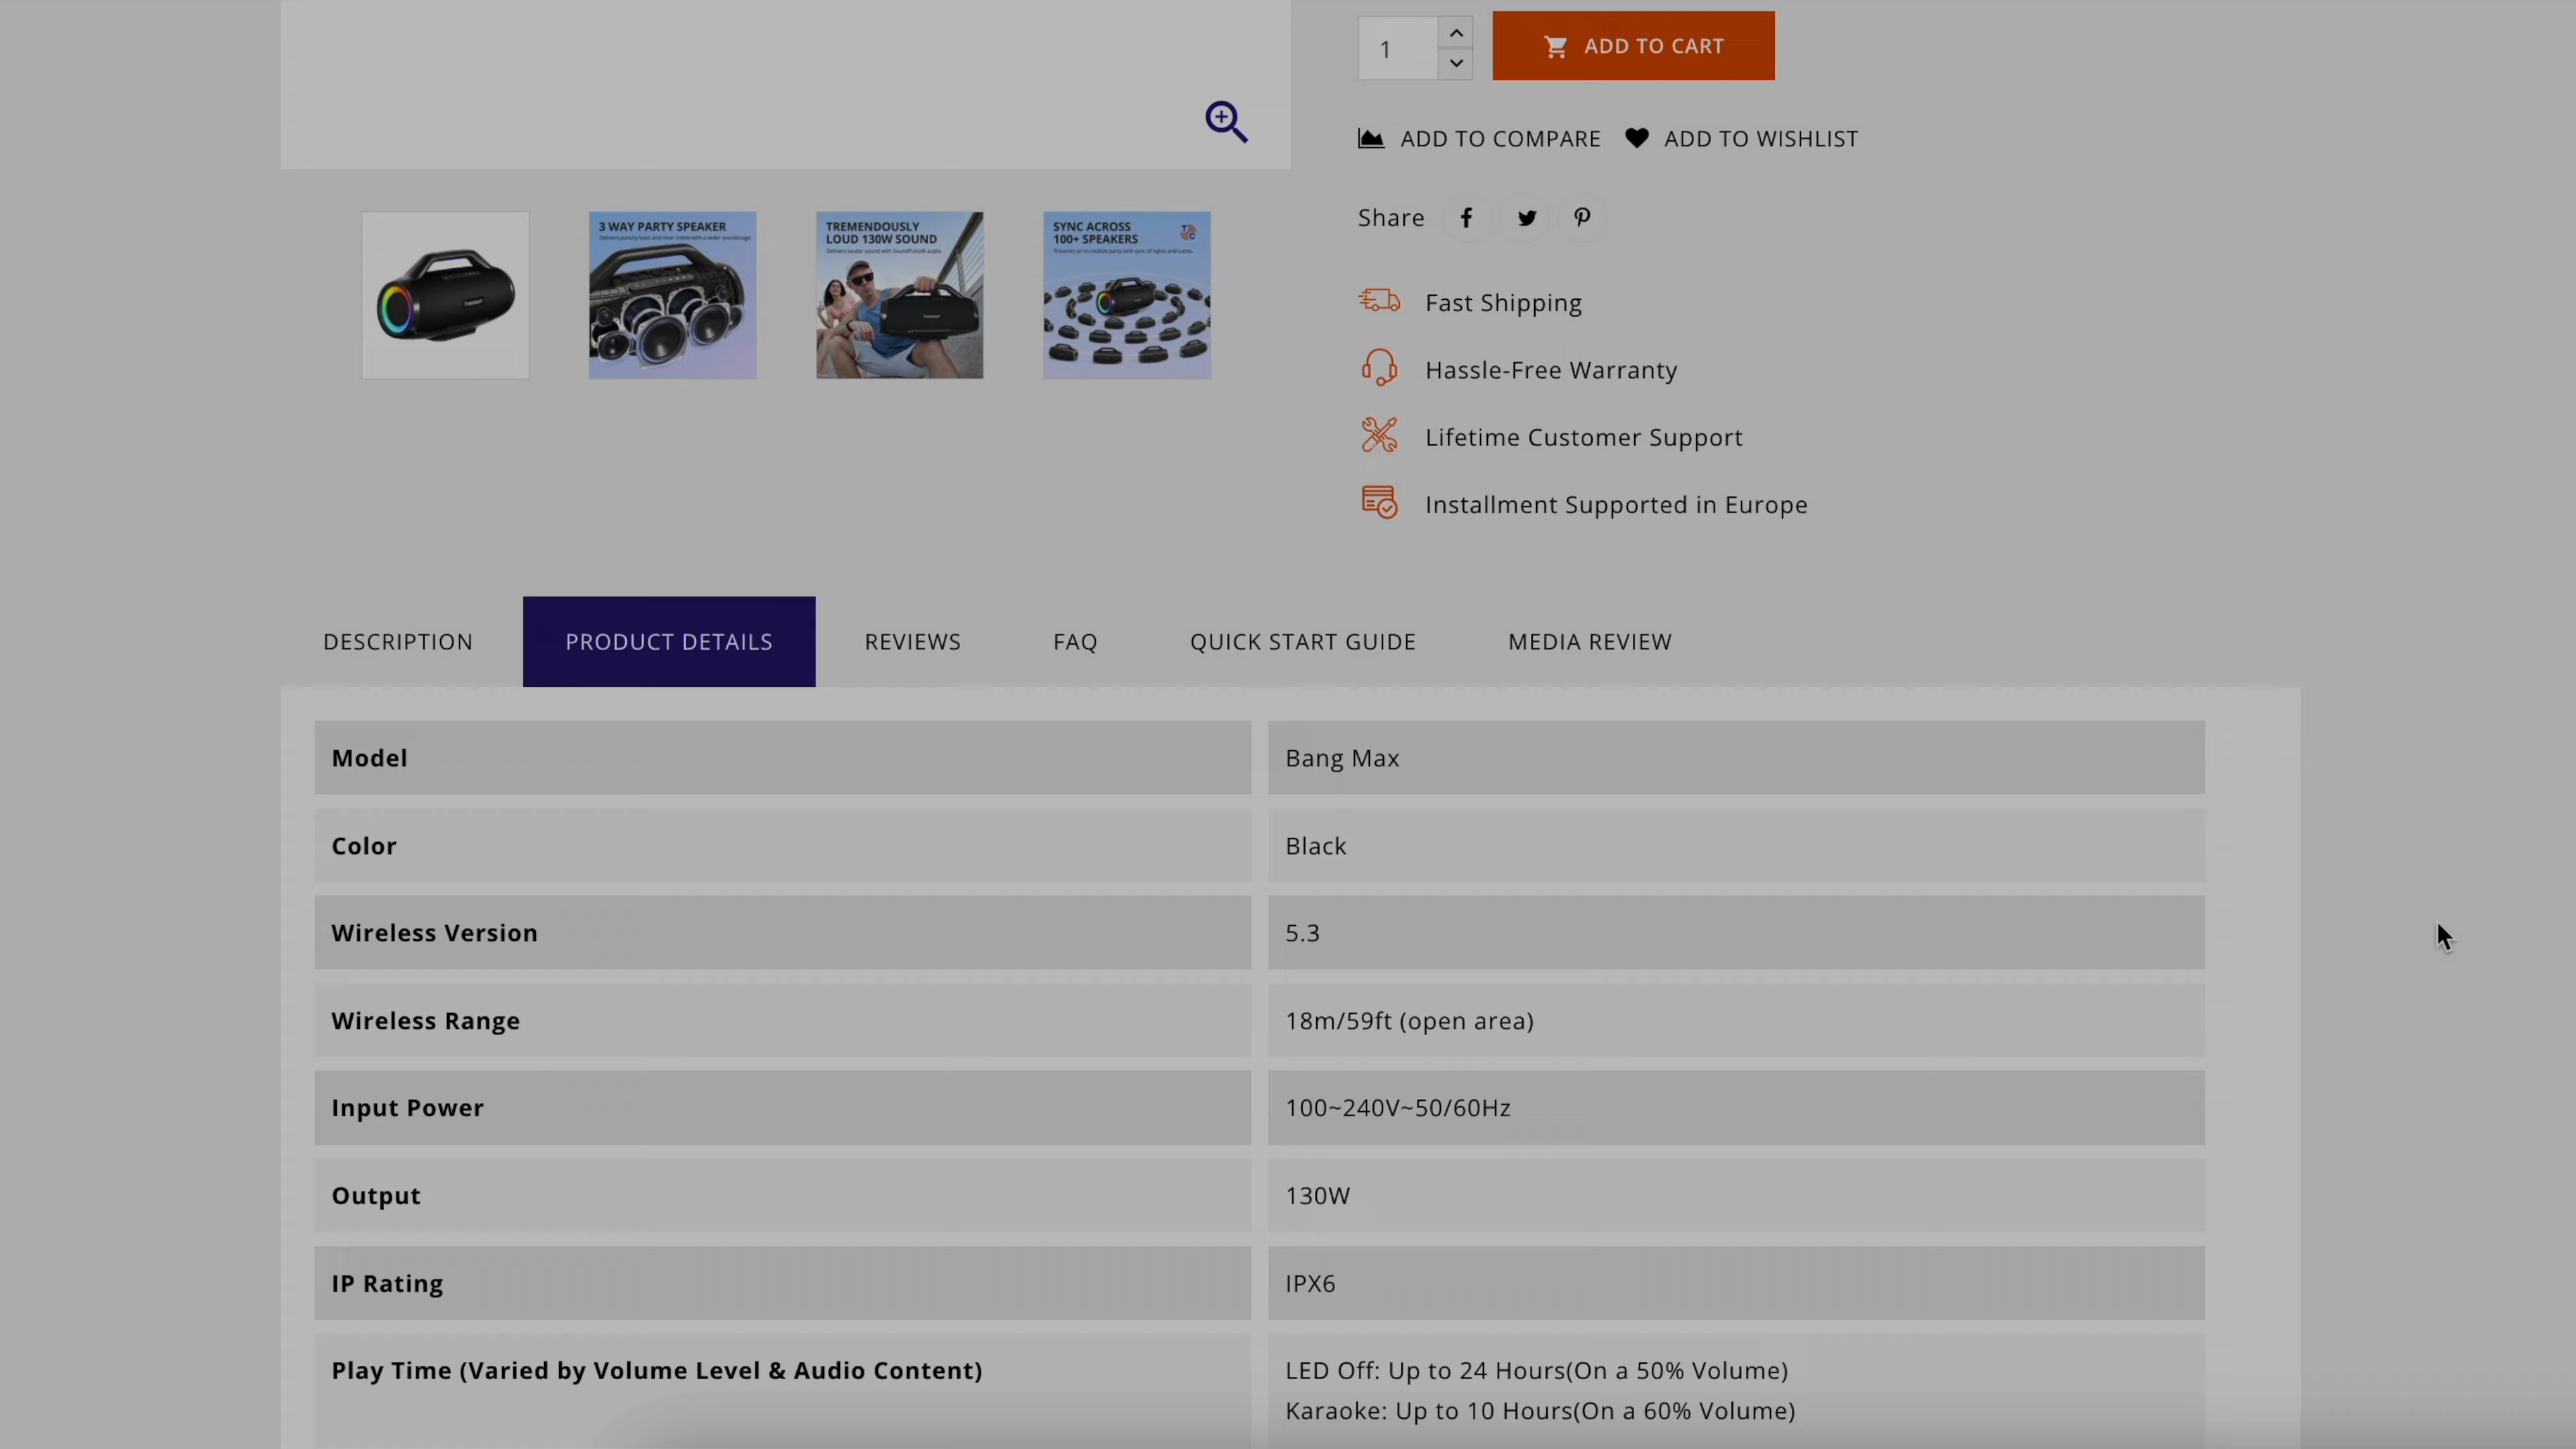 1
ADD TO CART
ADD TO COMPARE
ADD TO WISHLIST
Share
3 WAY PARTY SPEAKER
TREMENDOUSLY
LOUD 130W SOUND
SYNC ACROSS
100+ SPEAKERS
Fast Shipping
Hassle-Free Warranty
Lifetime Customer Support
Installment Supported in Europe
DESCRIPTION
PRODUCT DETAILS
REVIEWS
FAQ
QUICK START GUIDE
MEDIA REVIEW
Model
Bang Max
Color
Black
Wireless Version
5.3
Wireless Range
18m/59ft (open area)
Input Power
100~240V~50/60Hz
Output
130W
IP Rating
IPX6
Play Time (Varied by Volume Level & Audio Content)
LED Off: Up to 24 Hours(On a 50% Volume)
Karaoke: Up to 10 Hours(On a 60% Volume)